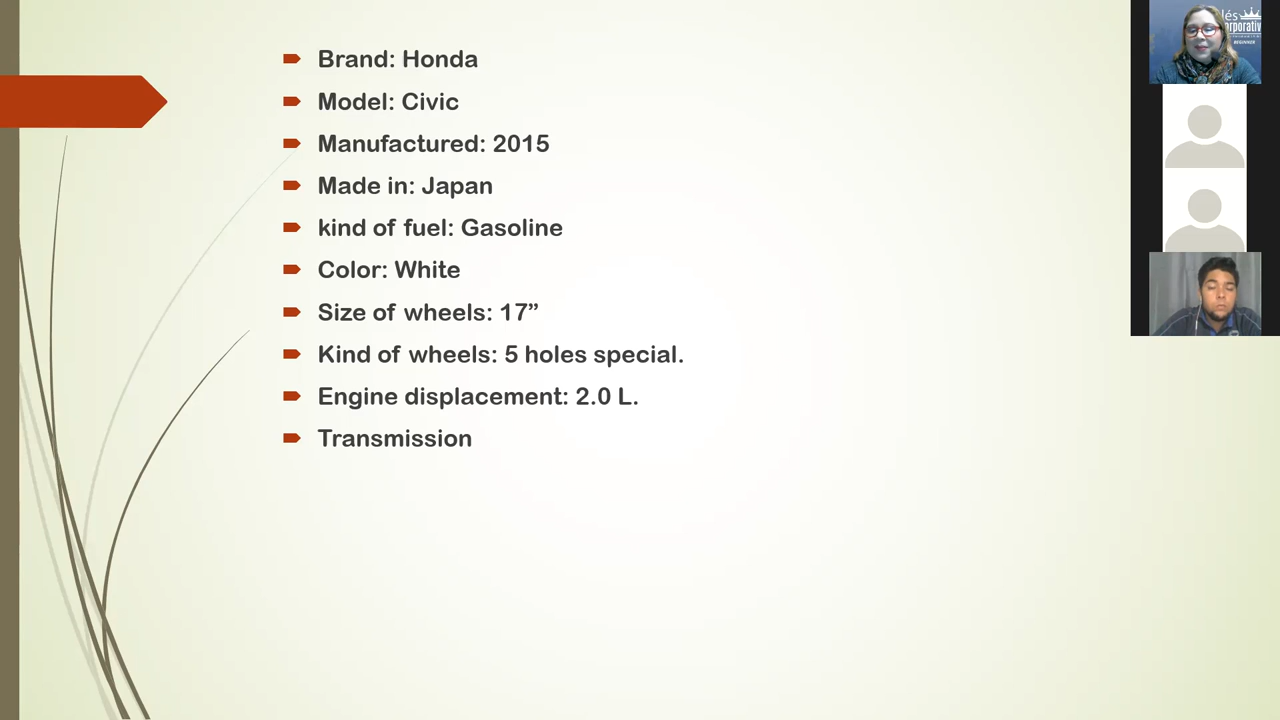 Brand: Honda
Model: Civic
Manufactured: 2015
Made in: Japan
kind of fuel: Gasoline
Color: White
Size of wheels: 17”
Kind of wheels: 5 holes special.
Engine displacement: 2.0 L.
Transmission
BEGINNER